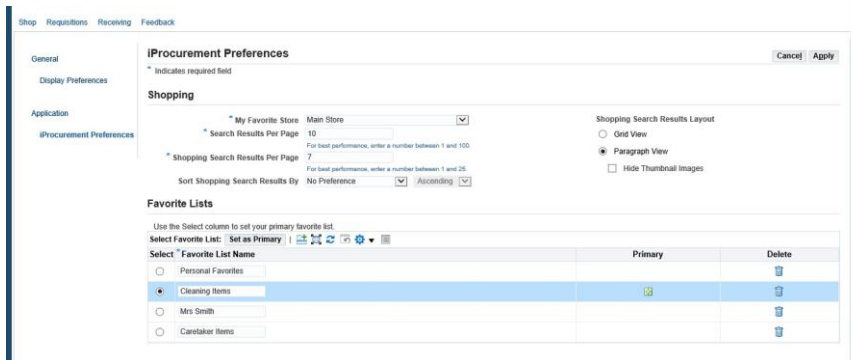 Shop Requisitions Receiving Feedback
General
Display Preferences
Application
iProcurement Preferences
iProcurement Preferences
Cancel Apply
* Indicates required field
Shopping
* My Favorite Store Main Store
* Search Results Per Page 10
For best performance, enter a number between 1 and 100.
* Shopping Search Results Per Page 7
For best performance, enter a number between 1 and 25.
Sort Shopping Search Results By No Preference Ascending
Shopping Search Results Layout
Grid View
Paragraph View
Hide Thumbnail Images
Favorite Lists
Use the Select column to set your primary favorite list.
Select Favorite List: Set as Primary |
Select *Favorite List Name Primary Delete
Personal Favorites
Cleaning Items
Mrs Smith
Caretaker Items